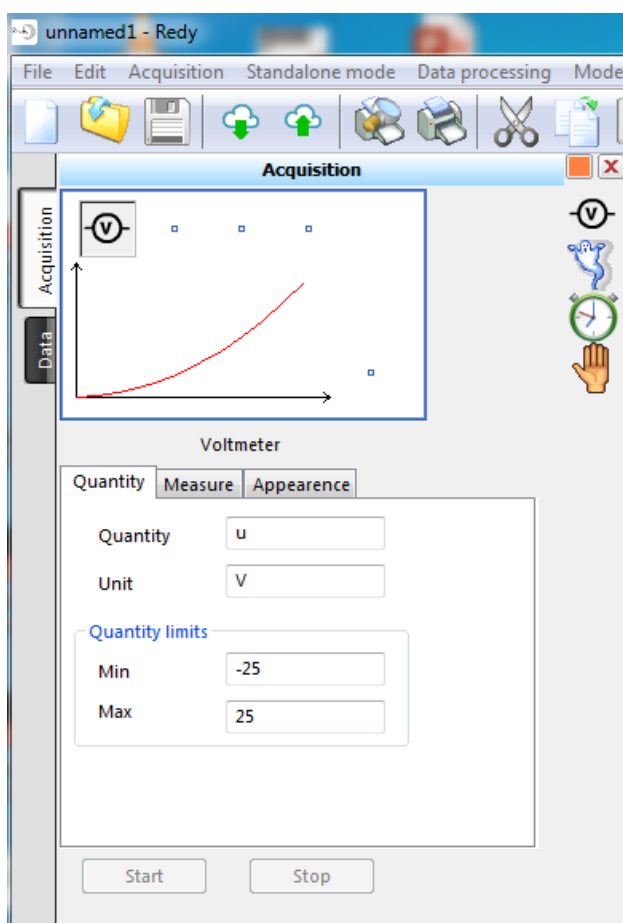 unnamed1 - Redy
File Edit Acquisition Standalone mode Data processing Mode
Acquisition
Acquisition
Data
V
V
Voltmeter
Quantity Measure Appearence
Quantity u
Unit V
Quantity limits
Min -25
Max 25
Start Stop